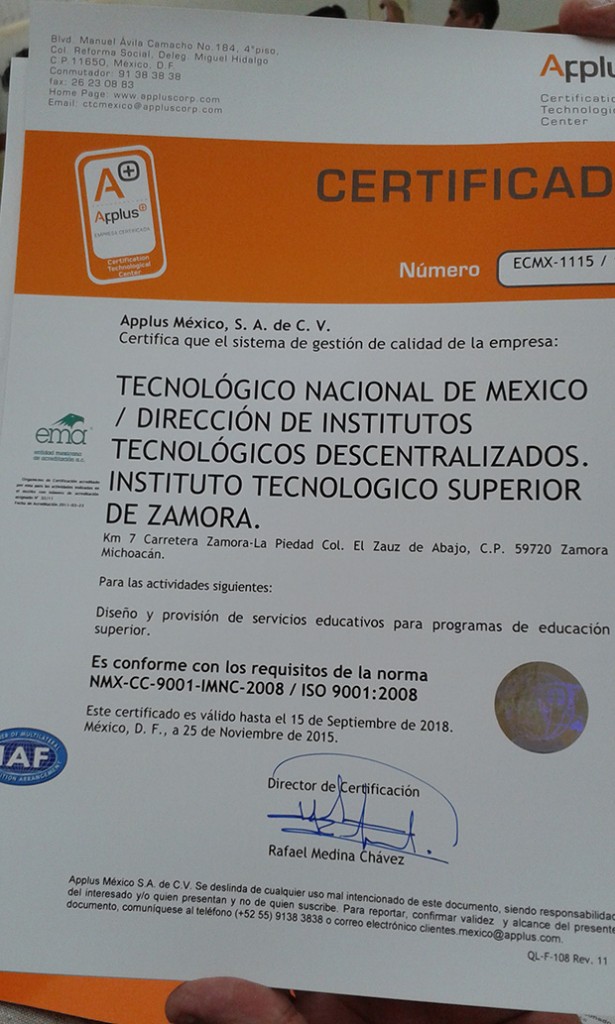 Blvd. Manuel Ávila Camacho No.184, 4°piso,
Col. Reforma Social, Deleg. Miguel Hidalgo
C.P.11650, México, D.F.
Conmutador: 91 38 38 38
fax: 26 23 08 83
Home Page: www.appluscorp.com
Email: ctcmexico@appluscorp.com
Applu
Certificatio
Technologic
Center
A+
Applus+
EMPRESA CERTIFICADA
Certification
Technological
Center
CERTIFICAD
Número ECMX-1115 /
Applus México, S. A. de C. V.
Certifica que el sistema de gestión de calidad de la empresa:
TECNOLÓGICO NACIONAL DE MEXICO
/ DIRECCIÓN DE INSTITUTOS
TECNOLÓGICOS DESCENTRALIZADOS.
INSTITUTO TECNOLOGICO SUPERIOR
DE ZAMORA.
ema
entidad mexicana
de acreditación a.c.
Km 7 Carretera Zamora-La Piedad Col. El Zauz de Abajo, C.P. 59720 Zamora
Michoacán.
Para las actividades siguientes:
Diseño y provisión de servicios educativos para programas de educación
superior.
Es conforme con los requisitos de la norma
NMX-CC-9001-IMNC-2008 / ISO 9001:2008
Este certificado es válido hasta el 15 de Septiembre de 2018.
México, D. F., a 25 de Noviembre de 2015.
IAF
Director de Certificación
Rafael Medina Chávez
Applus México S.A. de C.V. Se deslinda de cualquier uso mal intencionado de este documento, siendo responsabilidad
del interesado y/o quien presentan y no de quien suscribe. Para reportar, confirmar validez y alcance del presente
documento, comuníquese al teléfono (+52 55) 9138 3838 o correo electrónico clientes.mexico@applus.com.
QL-F-108 Rev. 11